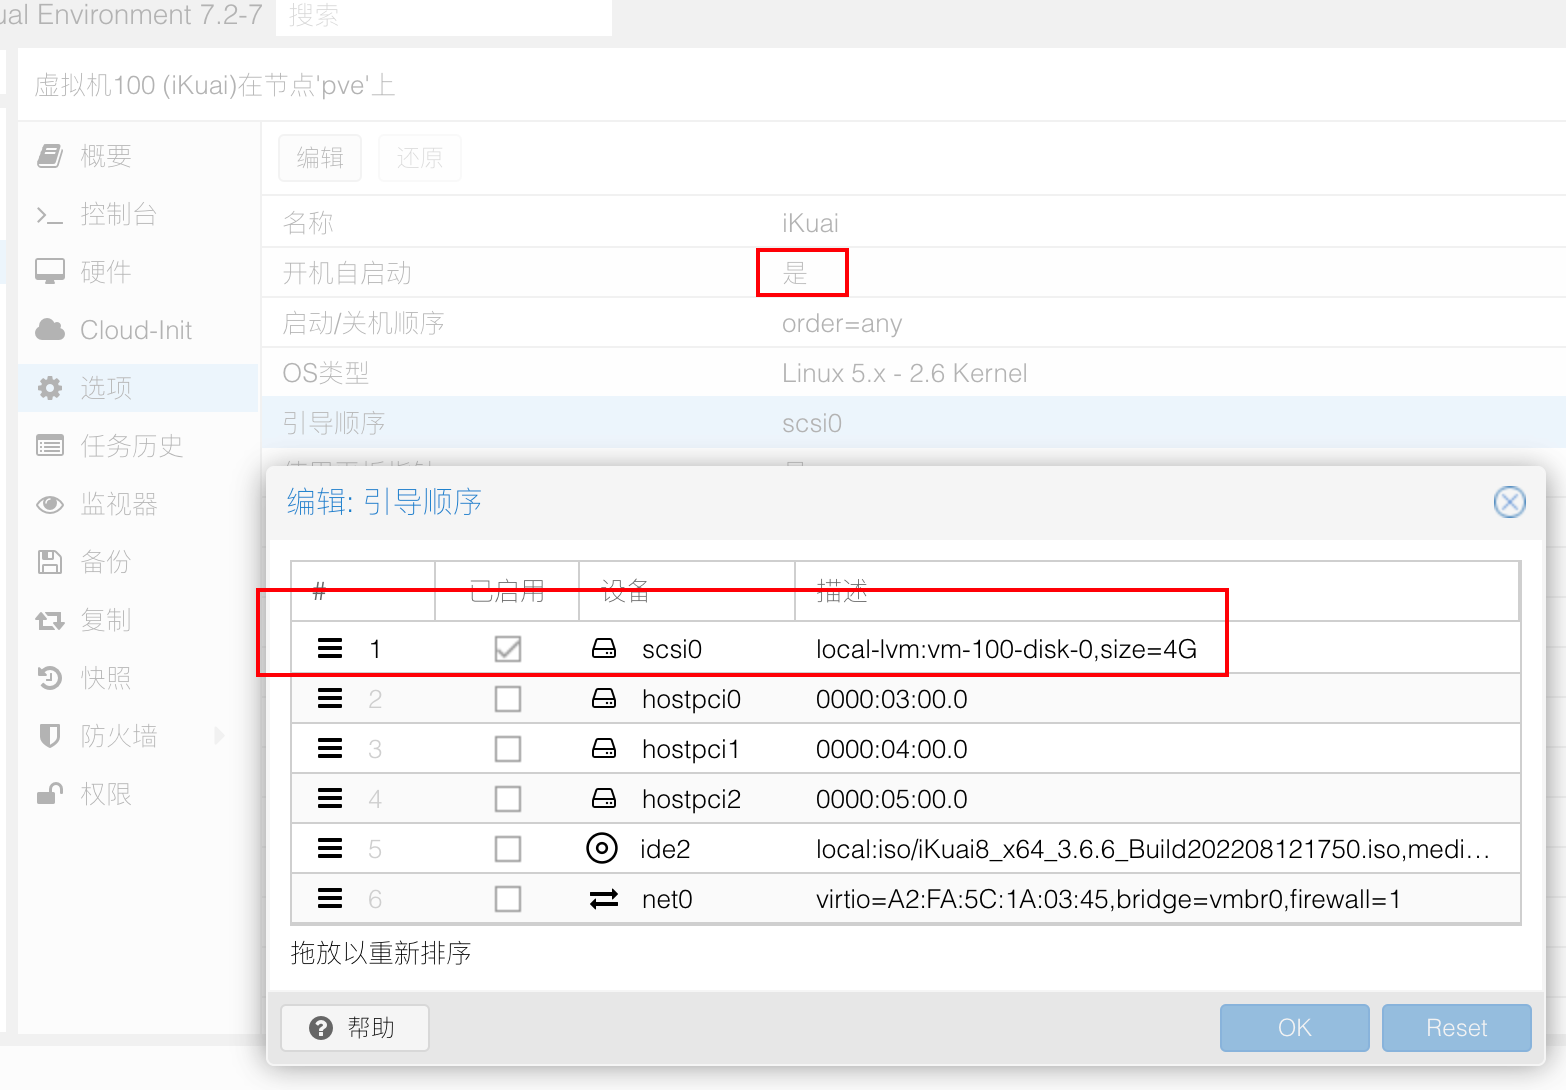 ual Environment 7.2-7 搜索
虚拟机100 (iKuai)在节点'pve'上
概要
控制台
硬件
Cloud-Init
选项
任务历史
监视器
备份
复制
快照
防火墙
权限
编辑 还原
名称 iKuai
开机自启动 是
启动/关机顺序 order=any
OS类型 Linux 5.x - 2.6 Kernel
引导顺序 scsi0
编辑: 引导顺序
# 已启用 设备 描述
1 scsi0 local-lvm:vm-100-disk-0,size=4G
2 hostpci0 0000:03:00.0
3 hostpci1 0000:04:00.0
4 hostpci2 0000:05:00.0
5 ide2 local:iso/iKuai8_x64_3.6.6_Build202208121750.iso,medi...
6 net0 virtio=A2:FA:5C:1A:03:45,bridge=vmbr0,firewall=1
拖放以重新排序
帮助 OK Reset